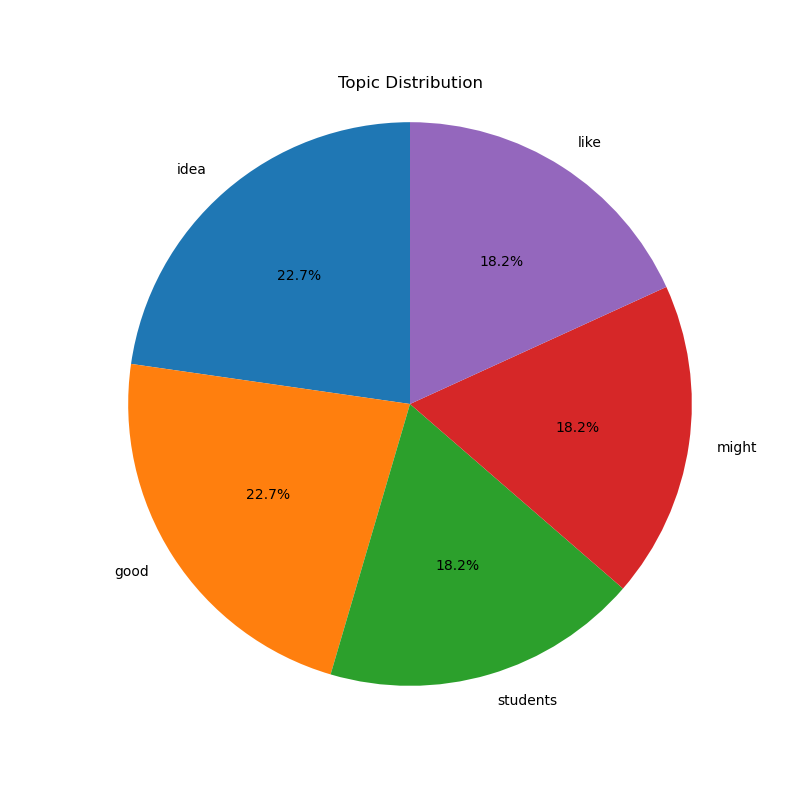 Topic Distribution
like
idea
18.2%
22.7%
18.2%
might
22.7%
18.2%
good
students